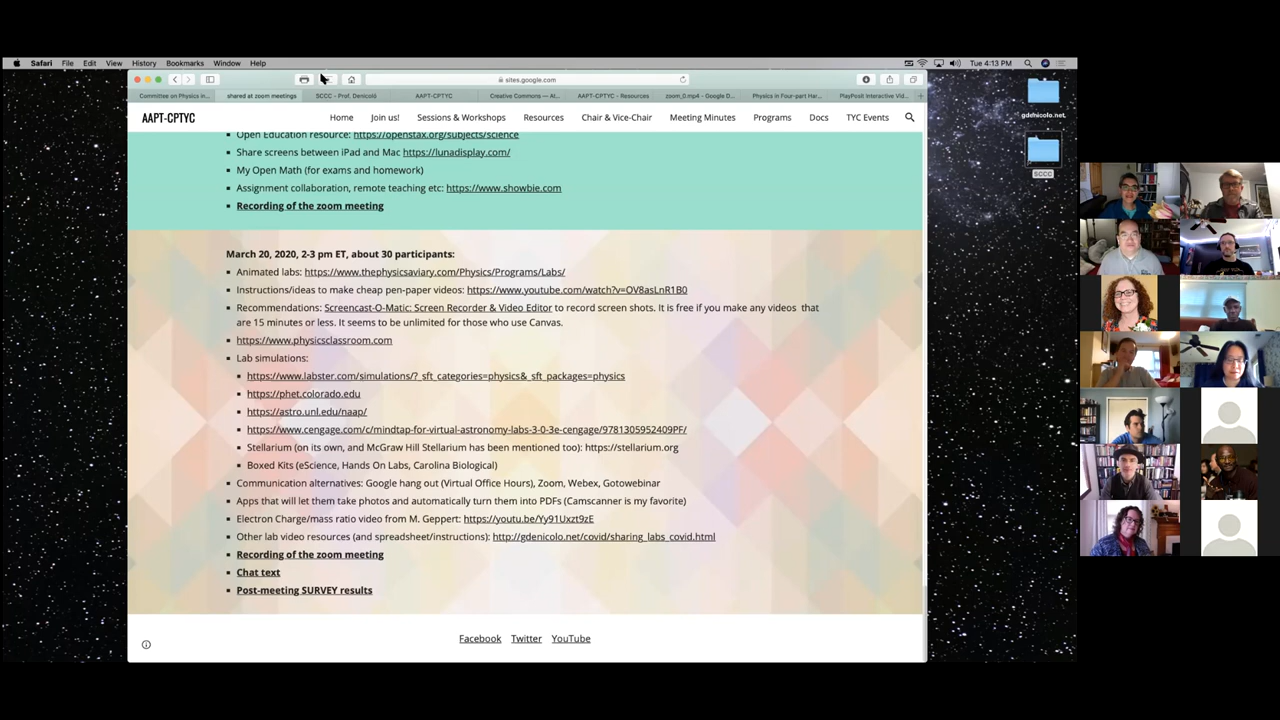 Safari File Edit View History Bookmarks Window Help Tue 4:13 PM
sites.google.com
Committee on Physics in... shared at zoom meetings SCCC - Prof. Denicoló AAPT-CPTYC Creative Commons — At... AAPT-CPTYC - Resources zoom_0.mp4 - Google D... Physics in Four-part Har... PlayPosit Interactive Vid...
AAPT-CPTYC Home Join us! Sessions & Workshops Resources Chair & Vice-Chair Meeting Minutes Programs Docs TYC Events
gdenicolo.net.
SCCC
Open Education resource: https://openstax.org/subjects/science
Share screens between iPad and Mac https://lunadisplay.com/
My Open Math (for exams and homework)
Assignment collaboration, remote teaching etc: https://www.showbie.com
Recording of the zoom meeting
March 20, 2020, 2-3 pm ET, about 30 participants:
Animated labs: https://www.thephysicsaviary.com/Physics/Programs/Labs/
Instructions/ideas to make cheap pen-paper videos: https://www.youtube.com/watch?v=OV8asLnR1B0
Recommendations: Screencast-O-Matic: Screen Recorder & Video Editor to record screen shots. It is free if you make any videos that
are 15 minutes or less. It seems to be unlimited for those who use Canvas.
https://www.physicsclassroom.com
Lab simulations:
https://www.labster.com/simulations/?_sft_categories=physics&_sft_packages=physics
https://phet.colorado.edu
https://astro.unl.edu/naap/
https://www.cengage.com/c/mindtap-for-virtual-astronomy-labs-3-0-3e-cengage/9781305952409PF/
Stellarium (on its own, and McGraw Hill Stellarium has been mentioned too): https://stellarium.org
Boxed Kits (eScience, Hands On Labs, Carolina Biological)
Communication alternatives: Google hang out (Virtual Office Hours), Zoom, Webex, Gotowebinar
Apps that will let them take photos and automatically turn them into PDFs (Camscanner is my favorite)
Electron Charge/mass ratio video from M. Geppert: https://youtu.be/Yy91Uxzt9zE
Other lab video resources (and spreadsheet/instructions): http://gdenicolo.net/covid/sharing_labs_covid.html
Recording of the zoom meeting
Chat text
Post-meeting SURVEY results
Facebook Twitter YouTube